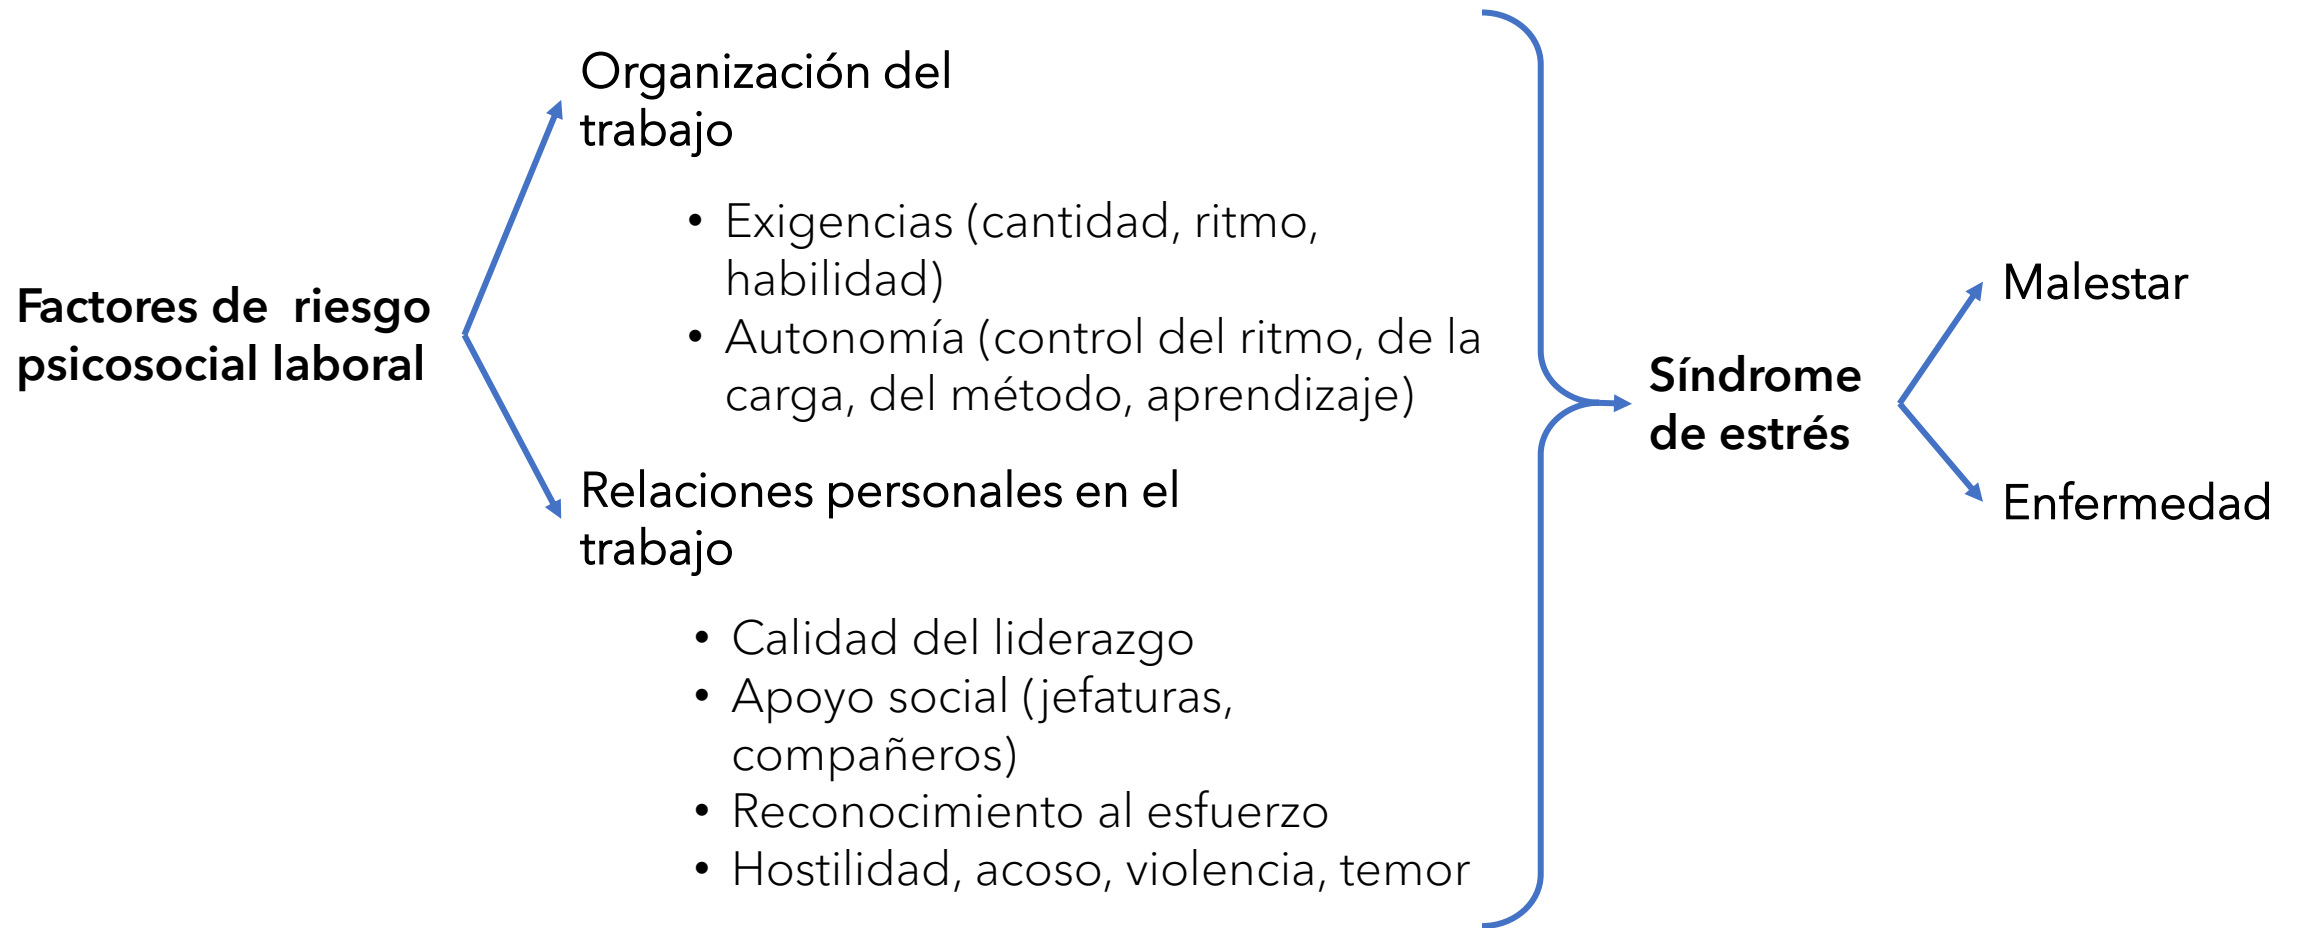 Factores de  riesgo
psicosocial laboral
Organización del
trabajo
• Exigencias (cantidad, ritmo,
habilidad)
• Autonomía (control del ritmo, de la
carga, del método, aprendizaje)
Relaciones personales en el
trabajo
• Calidad del liderazgo
• Apoyo social (jefaturas,
compañeros)
• Reconocimiento al esfuerzo
• Hostilidad, acoso, violencia, temor
Síndrome
de estrés
Malestar
Enfermedad